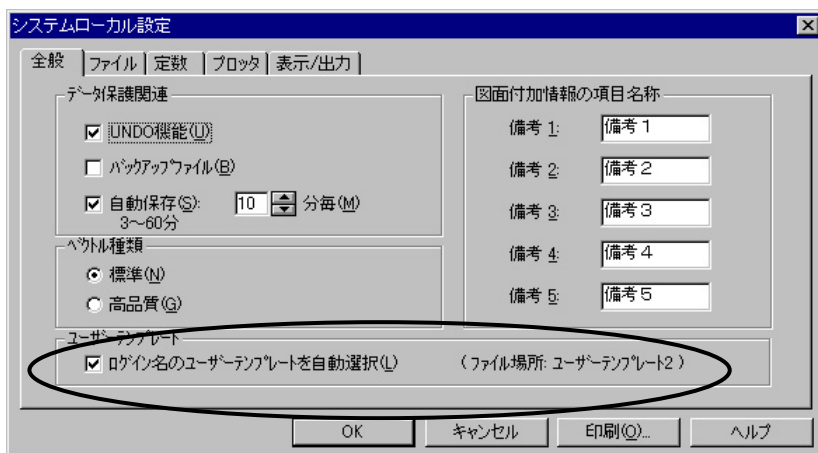 システムローカル設定
全般 ファイル 定数 プロッタ 表示/出力
データ保護関連
UNDO機能(U)
バックアップファイル(B)
自動保存(S): 10 分毎(M)
3～60分
ベクトル種類
標準(N)
高品質(G)
図面付加情報の項目名称
備考 1: 備考１
備考 2: 備考２
備考 3: 備考３
備考 4: 備考４
備考 5: 備考５
ユーザーテンプレート
ログイン名のユーザーテンプレートを自動選択(L) (ファイル場所: ユーザーテンプレート2)
OK キャンセル 印刷(O)... ヘルプ